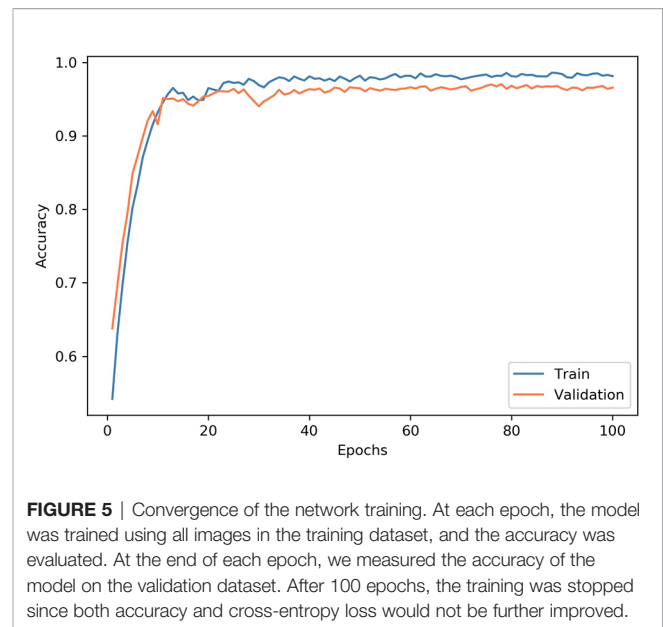 1.0
0.9
0.8
0.7
0.6
Accuracy
Train
Validation
0 20 40 60 80 100
Epochs
FIGURE 5 | Convergence of the network training. At each epoch, the model
was trained using all images in the training dataset, and the accuracy was
evaluated. At the end of each epoch, we measured the accuracy of the
model on the validation dataset. After 100 epochs, the training was stopped
since both accuracy and cross-entropy loss would not be further improved.